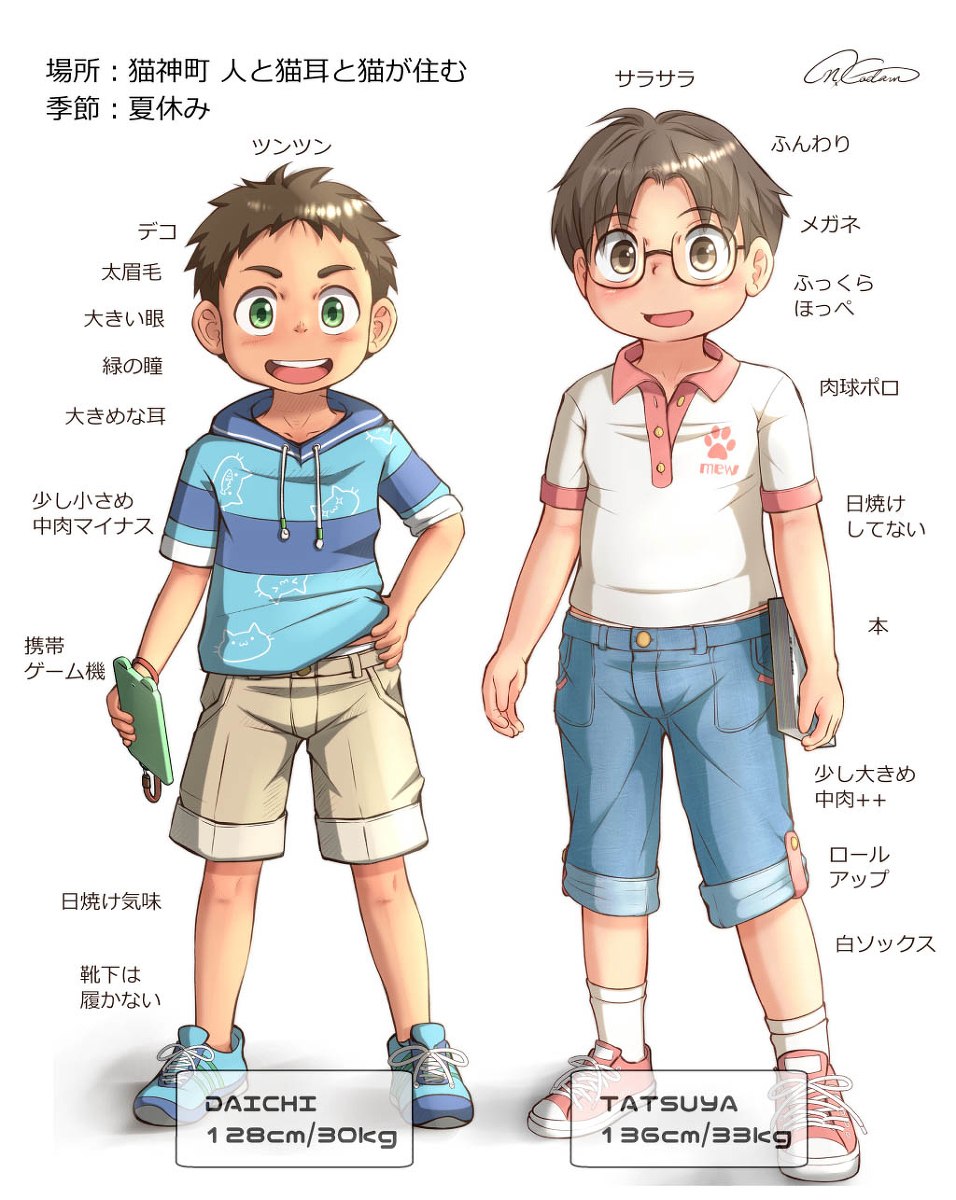 場所：猫神町 人と猫耳と猫が住む
季節：夏休み
ツンツン
デコ
太眉毛
大きい眼
緑の瞳
大きめな耳
少し小さめ
中肉マイナス
携帯
ゲーム機
日焼け気味
靴下は
履かない
DAICHI
128cm/30kg
サラサラ
ふんわり
メガネ
ふっくら
ほっぺ
肉球ポロ
mew
日焼け
してない
本
少し大きめ
中肉++
ロール
アップ
白ソックス
TATSUYA
136cm/33kg